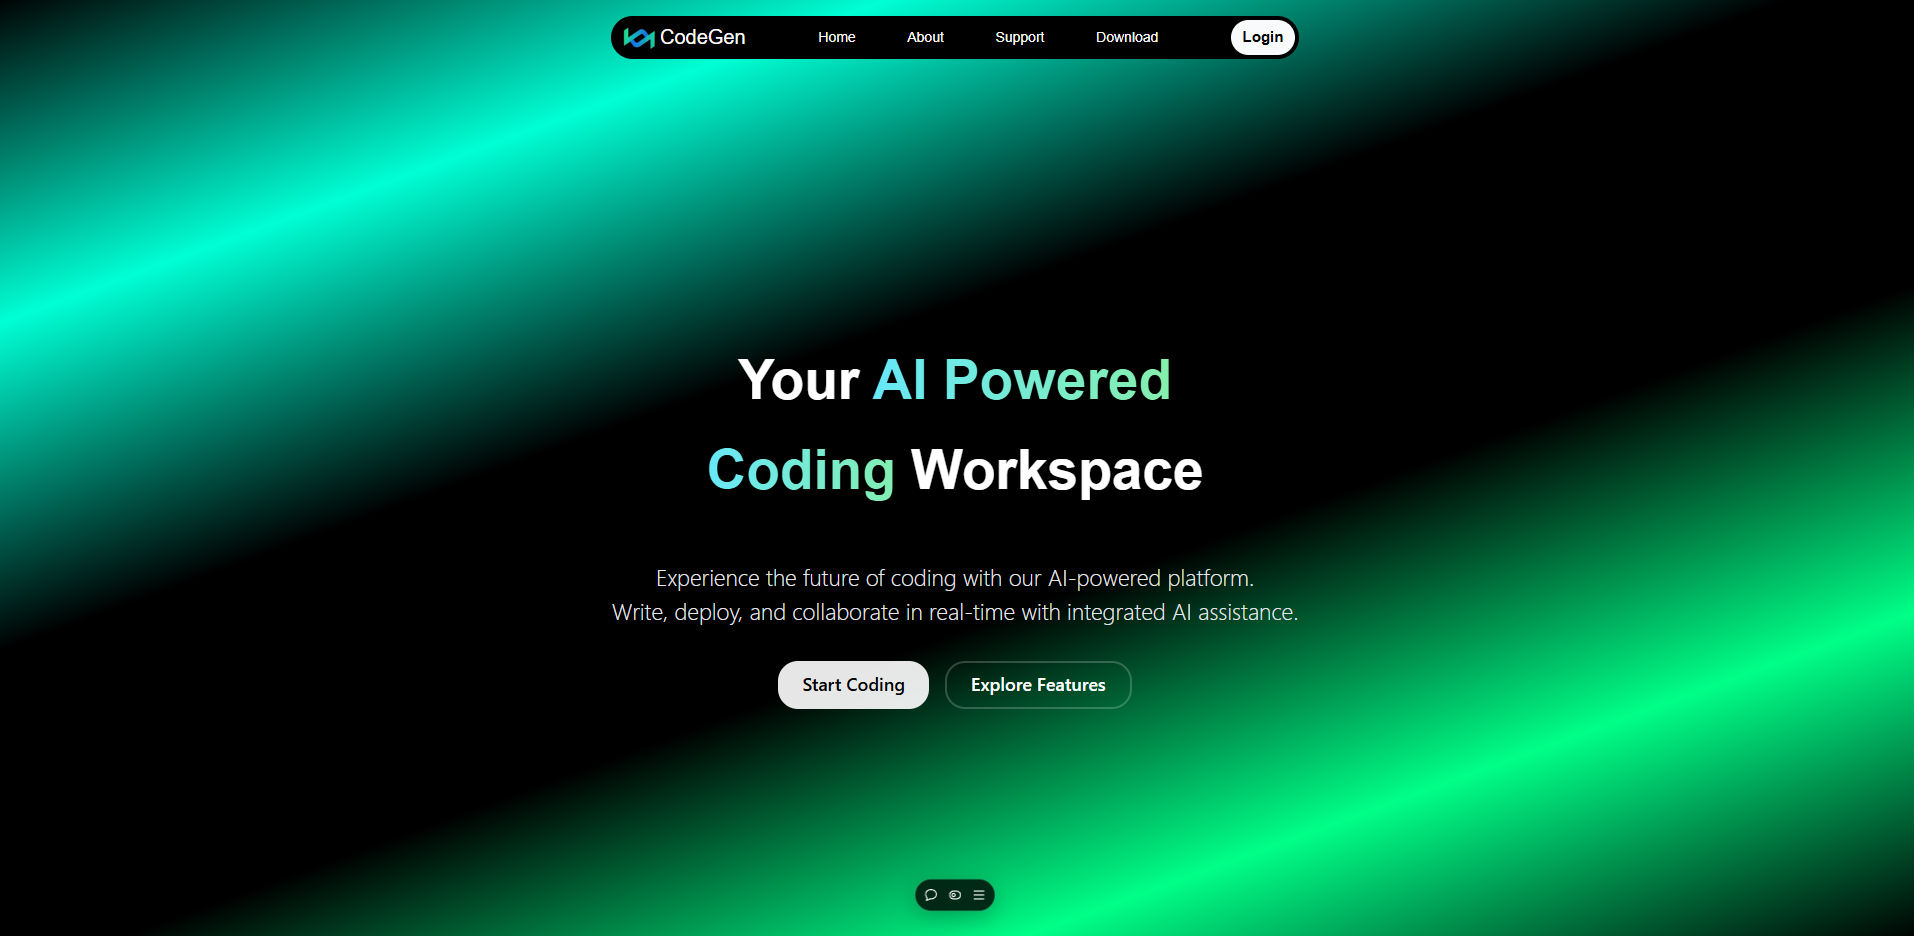 CodeGen
Home
About
Support
Download
Login
Your AI Powered
Coding Workspace
Experience the future of coding with our AI-powered platform.
Write, deploy, and collaborate in real-time with integrated AI assistance.
Start Coding
Explore Features